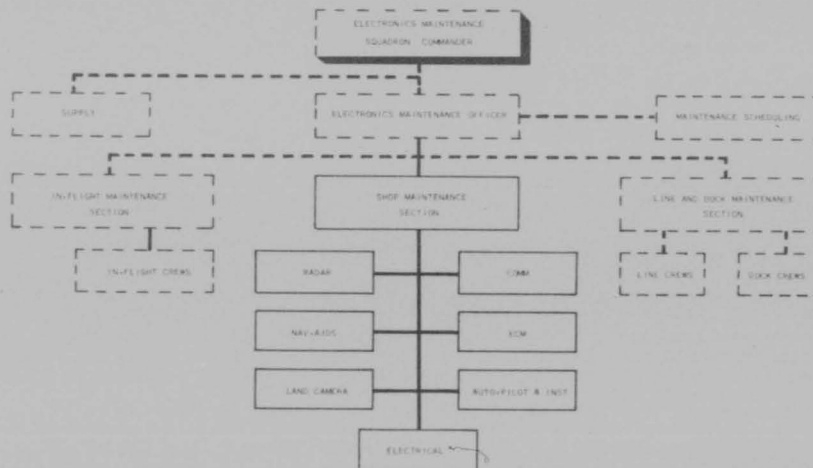 ELECTRONICS MAINTENANCE
SQUADRON COMMANDER
SUPPLY
ELECTRONICS MAINTENANCE OFFICER
MAINTENANCE SCHEDULING
IN-FLIGHT MAINTENANCE
SECTION
SHOP MAINTENANCE
SECTION
LINE AND DOCK MAINTENANCE
SECTION
IN-FLIGHT CREWS
LINE CREWS
DOCK CREWS
RADAR
COMM
NAV-AIDS
ECM
LAND CAMERA
AUTO-PILOT & INST
ELECTRICAL